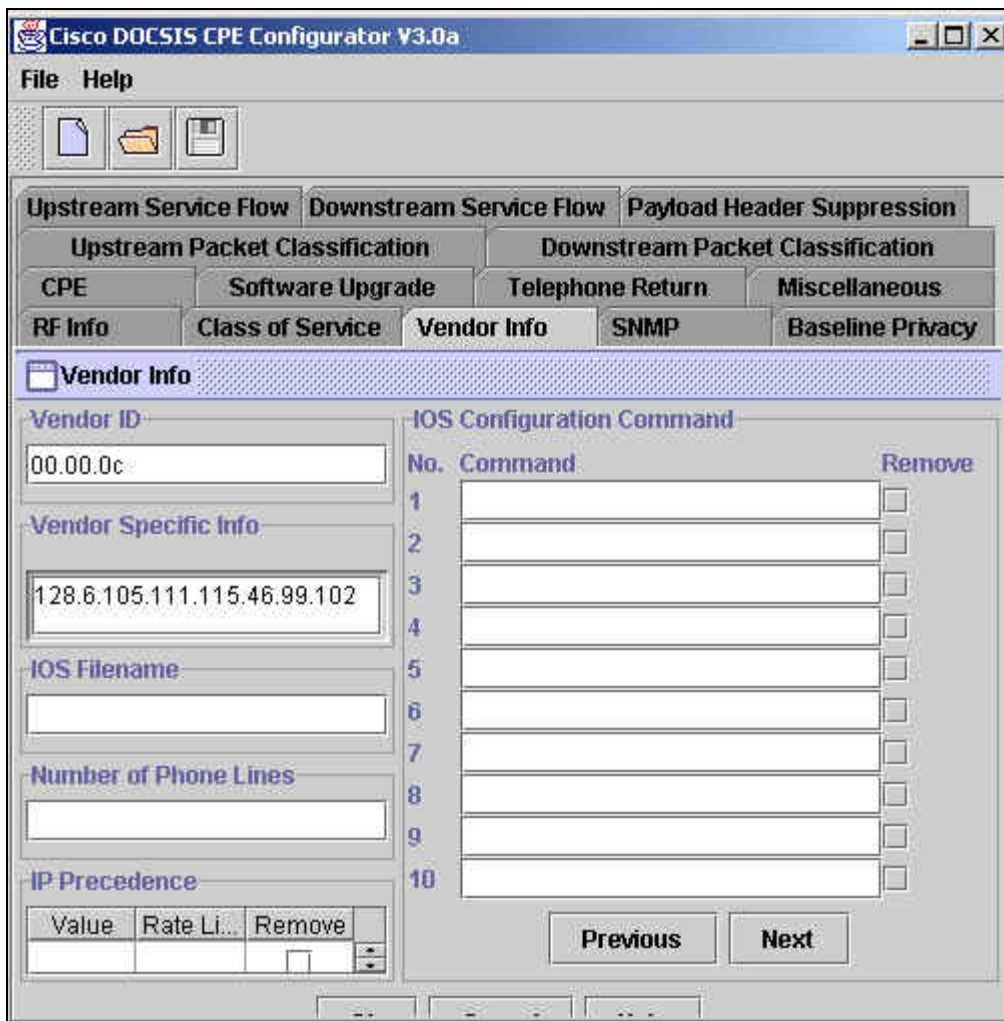 Cisco DOCSIS CPE Configurator V3.0a
File Help
Upstream Service Flow Downstream Service Flow Payload Header Suppression
Upstream Packet Classification Downstream Packet Classification
CPE Software Upgrade Telephone Return Miscellaneous
RF Info Class of Service Vendor Info SNMP Baseline Privacy
Vendor Info
Vendor ID
00.00.0c
Vendor Specific Info
128.6.105.111.115.46.99.102
IOS Filename
Number of Phone Lines
IP Precedence
Value Rate Li... Remove
IOS Configuration Command
No. Command Remove
1
2
3
4
5
6
7
8
9
10
Previous Next